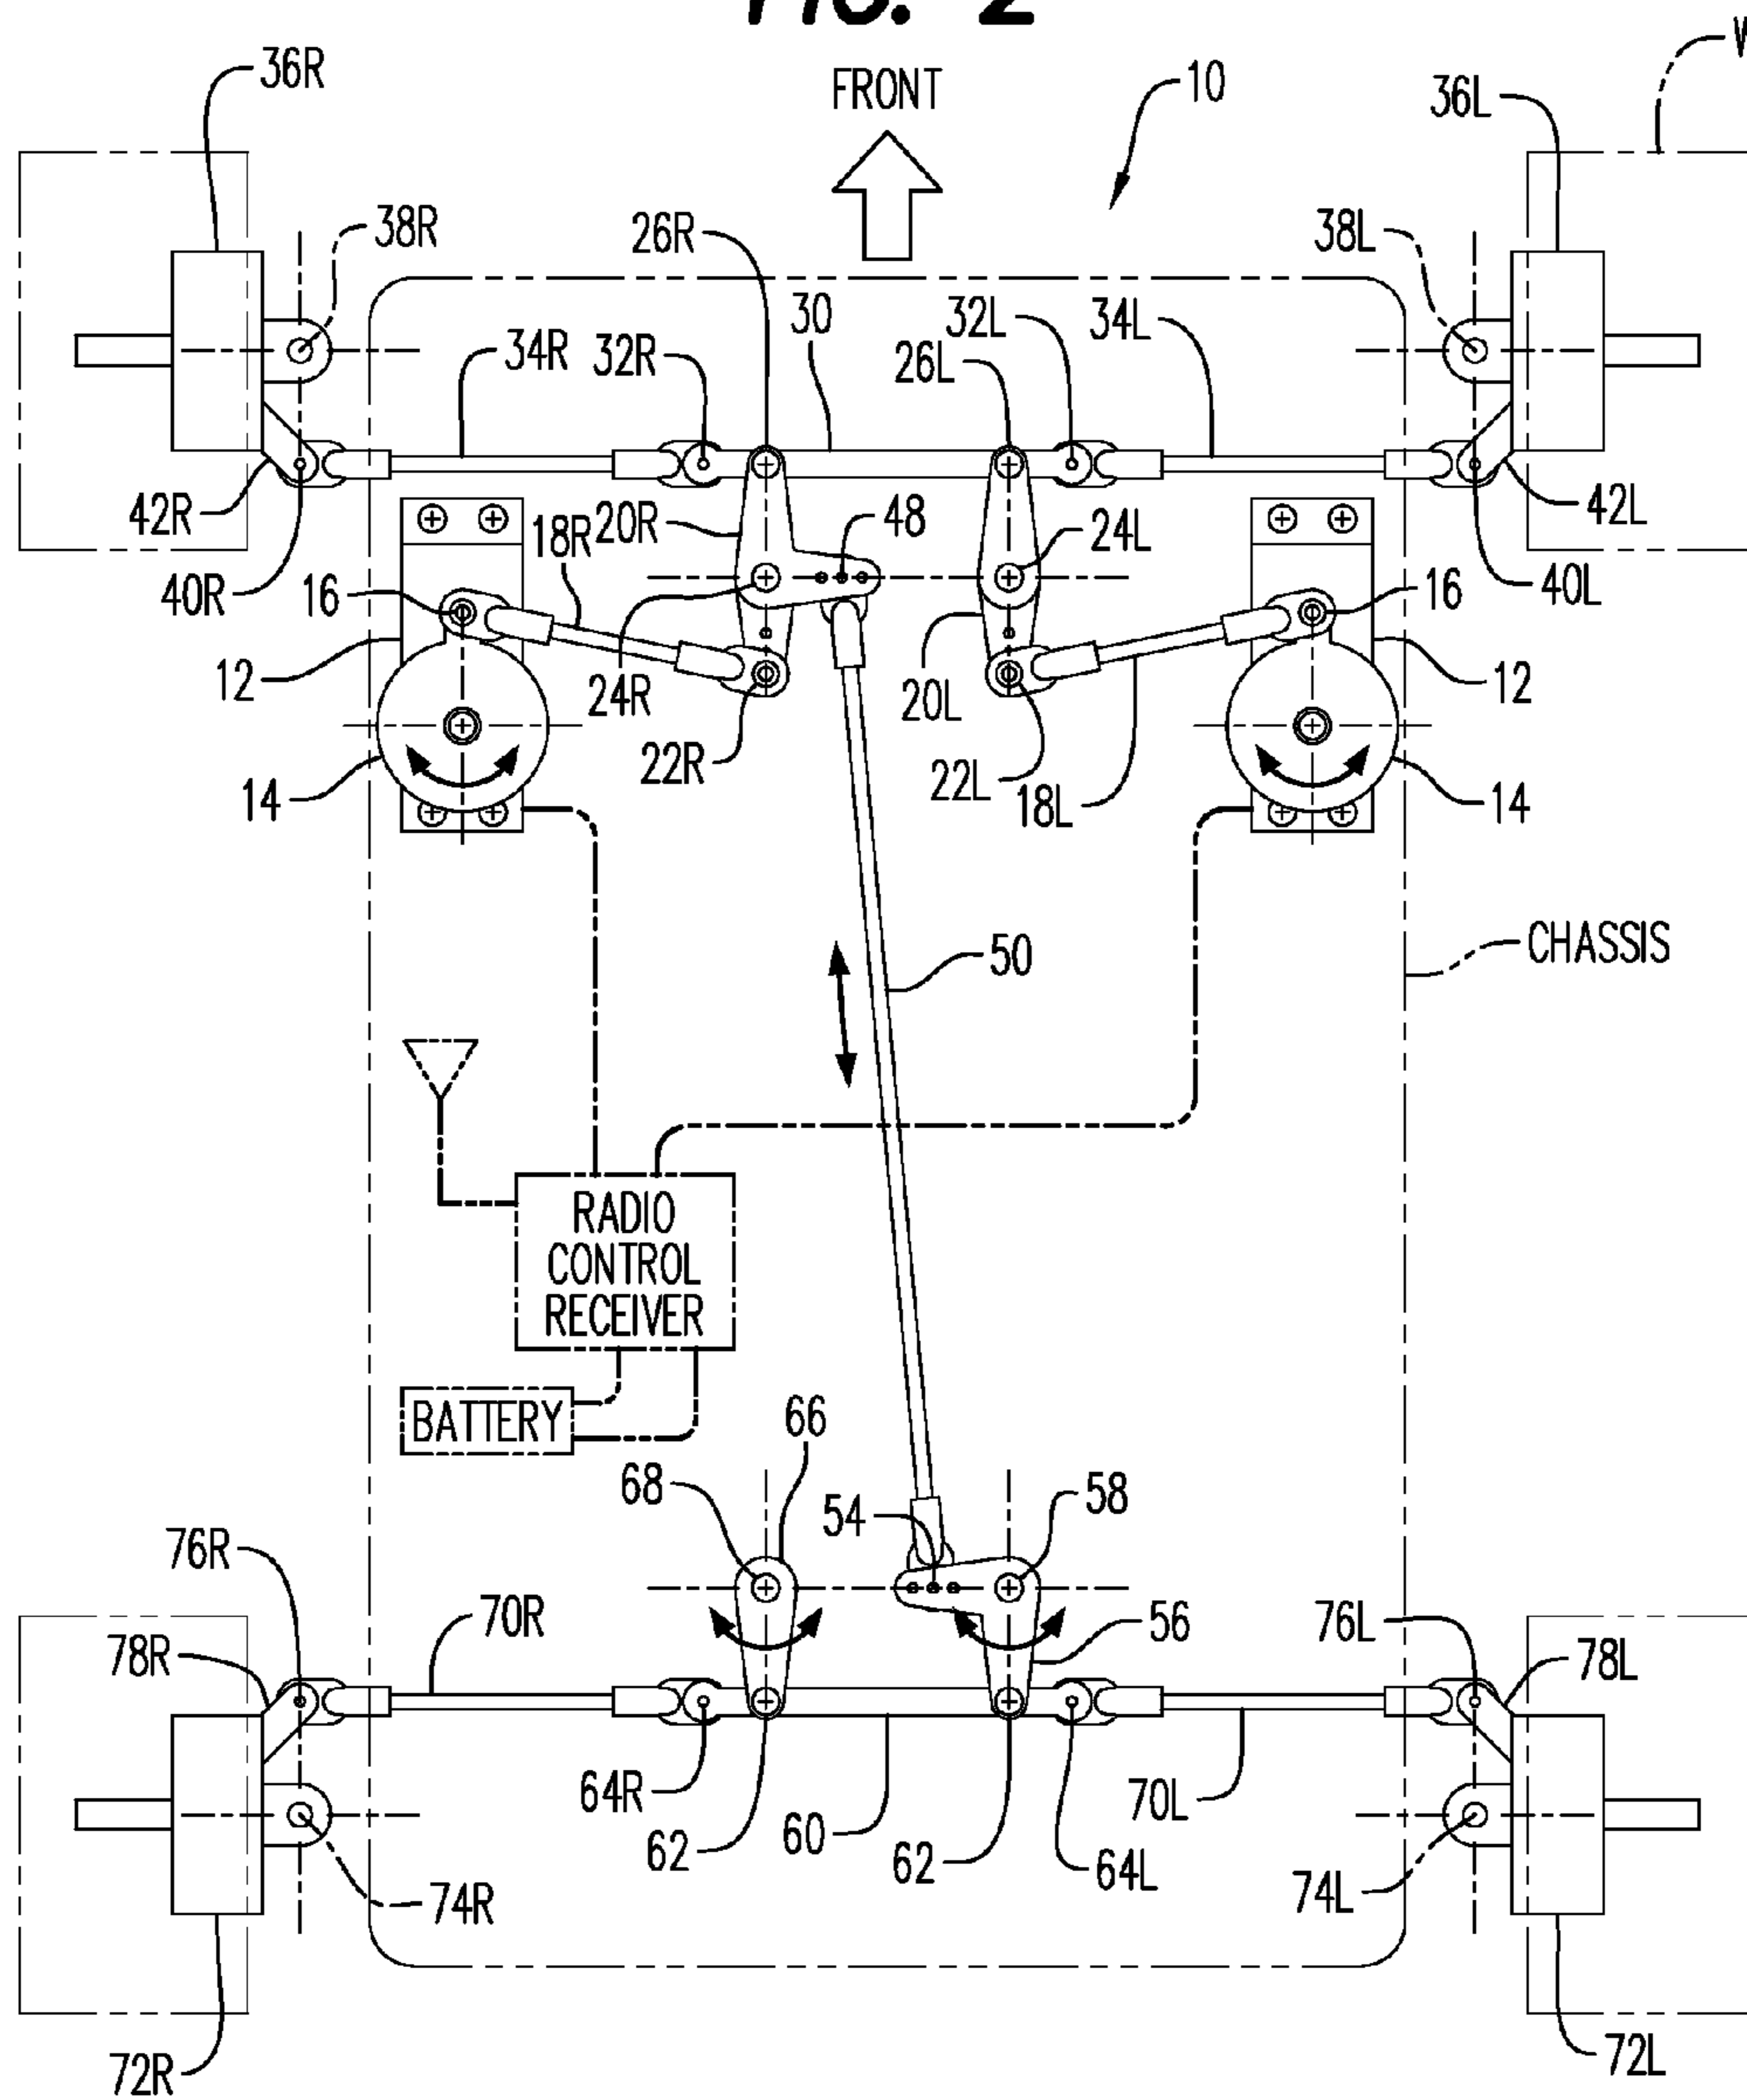 FIG. 2
36R
FRONT
10
36L
W
38R
26R
38L
30
32L
34L
34R
32R
26L
42R
18R
20R
48
24L
42L
40R
16
16
40L
12
24R
20L
12
22R
22L
18L
14
14
50
CHASSIS
RADIO
CONTROL
RECEIVER
BATTERY
66
68
54
58
76R
70R
56
76L
78R
78L
64R
62
60
62
64L
70L
74R
74L
72R
72L